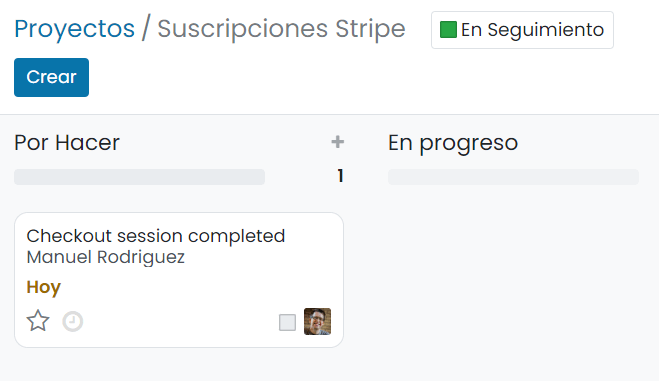 Proyectos / Suscripciones Stripe
En Seguimiento
Crear
Por Hacer
+
1
En progreso
Checkout session completed
Manuel Rodriguez
Hoy